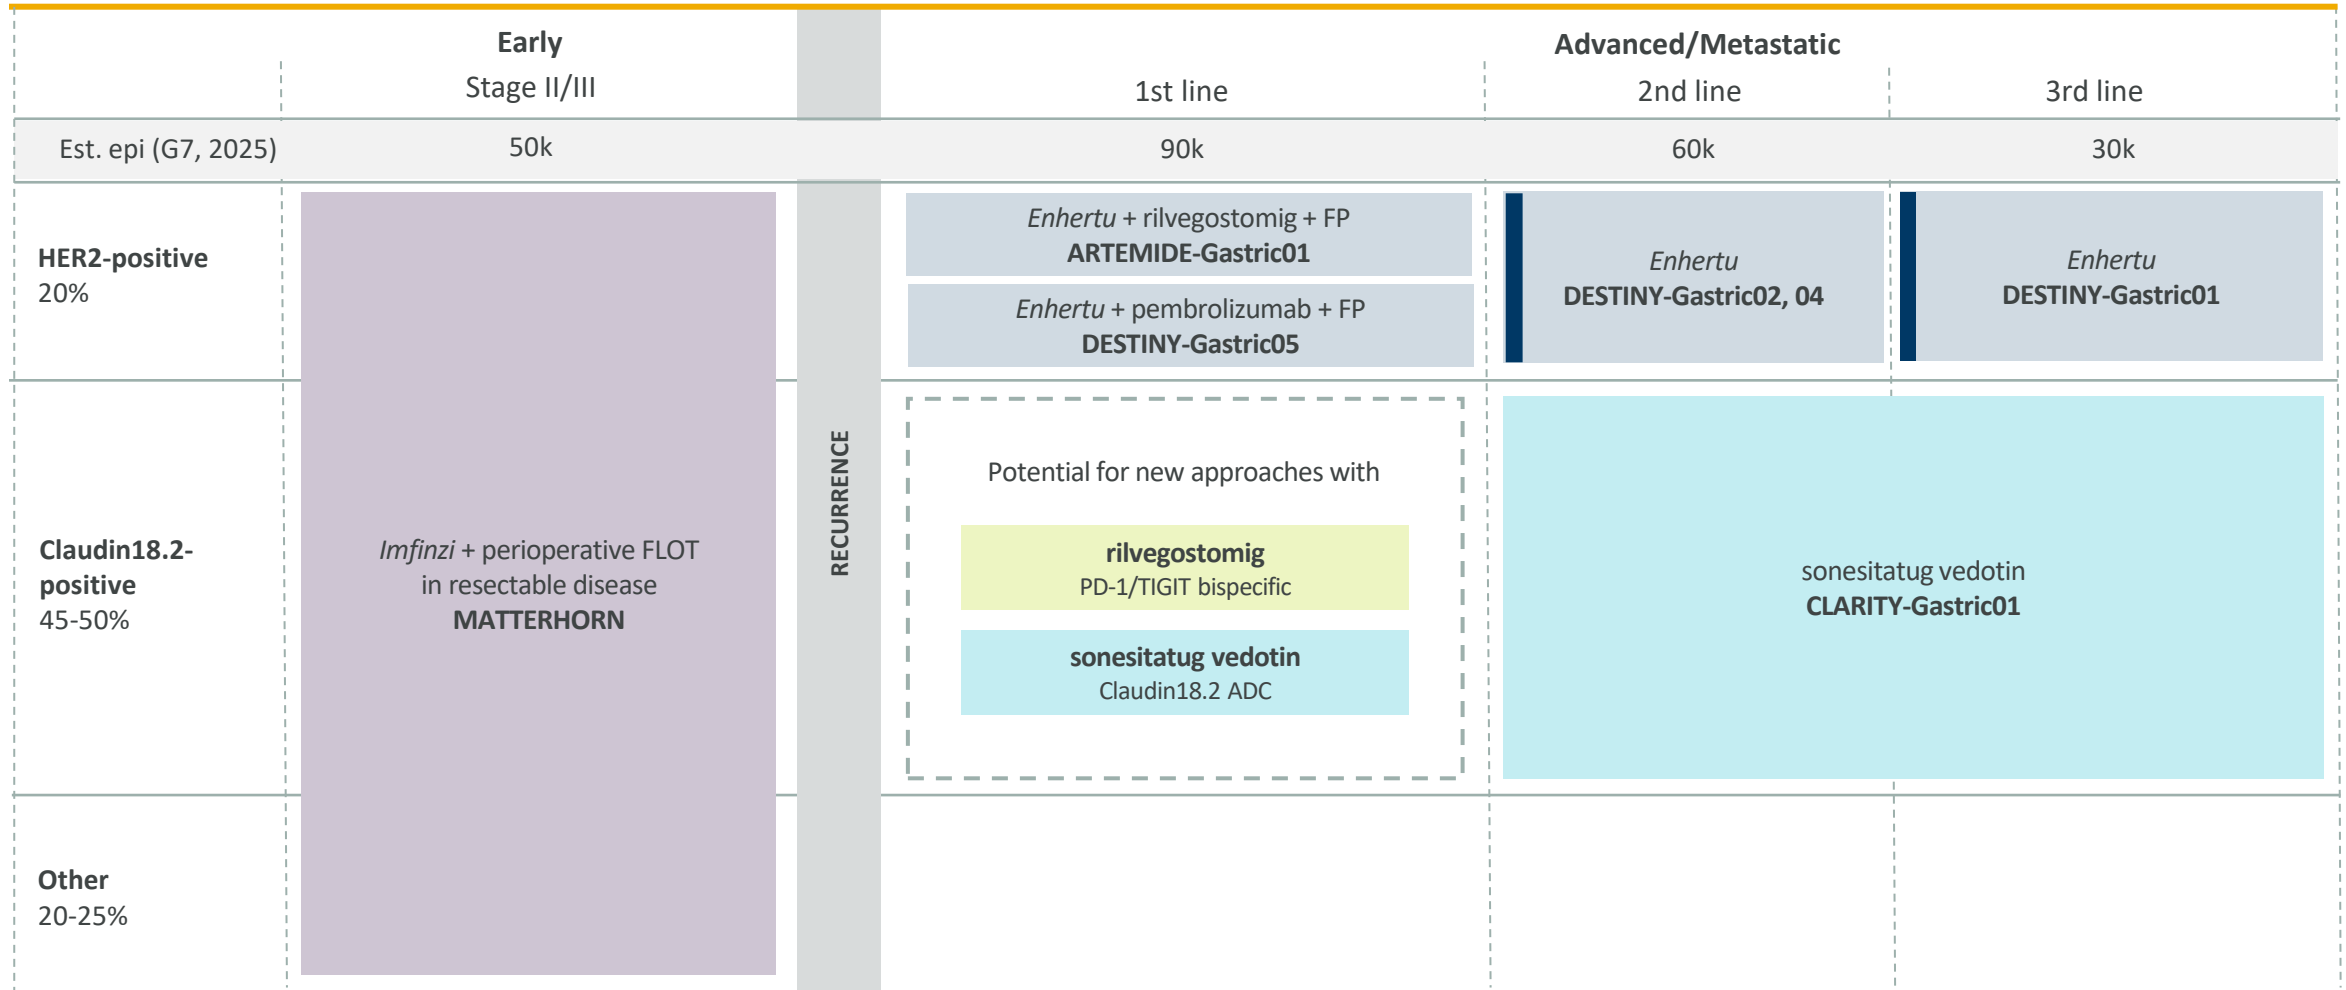 Early
Stage II/III
Advanced/Metastatic
1st line
2nd line
3rd line
Est. epi (G7, 2025)
50k
90k
60k
30k
HER2-positive
20%
Enhertu + rilvegostomig + FP
ARTEMIDE-Gastric01
Enhertu + pembrolizumab + FP
DESTINY-Gastric05
Enhertu
DESTINY-Gastric02, 04
Enhertu
DESTINY-Gastric01
RECURRENCE
Claudin18.2-
positive
45-50%
Imfinzi + perioperative FLOT
in resectable disease
MATTERHORN
Potential for new approaches with
rilvegostomig
PD-1/TIGIT bispecific
sonesitatug vedotin
Claudin18.2 ADC
sonesitatug vedotin
CLARITY-Gastric01
Other
20-25%